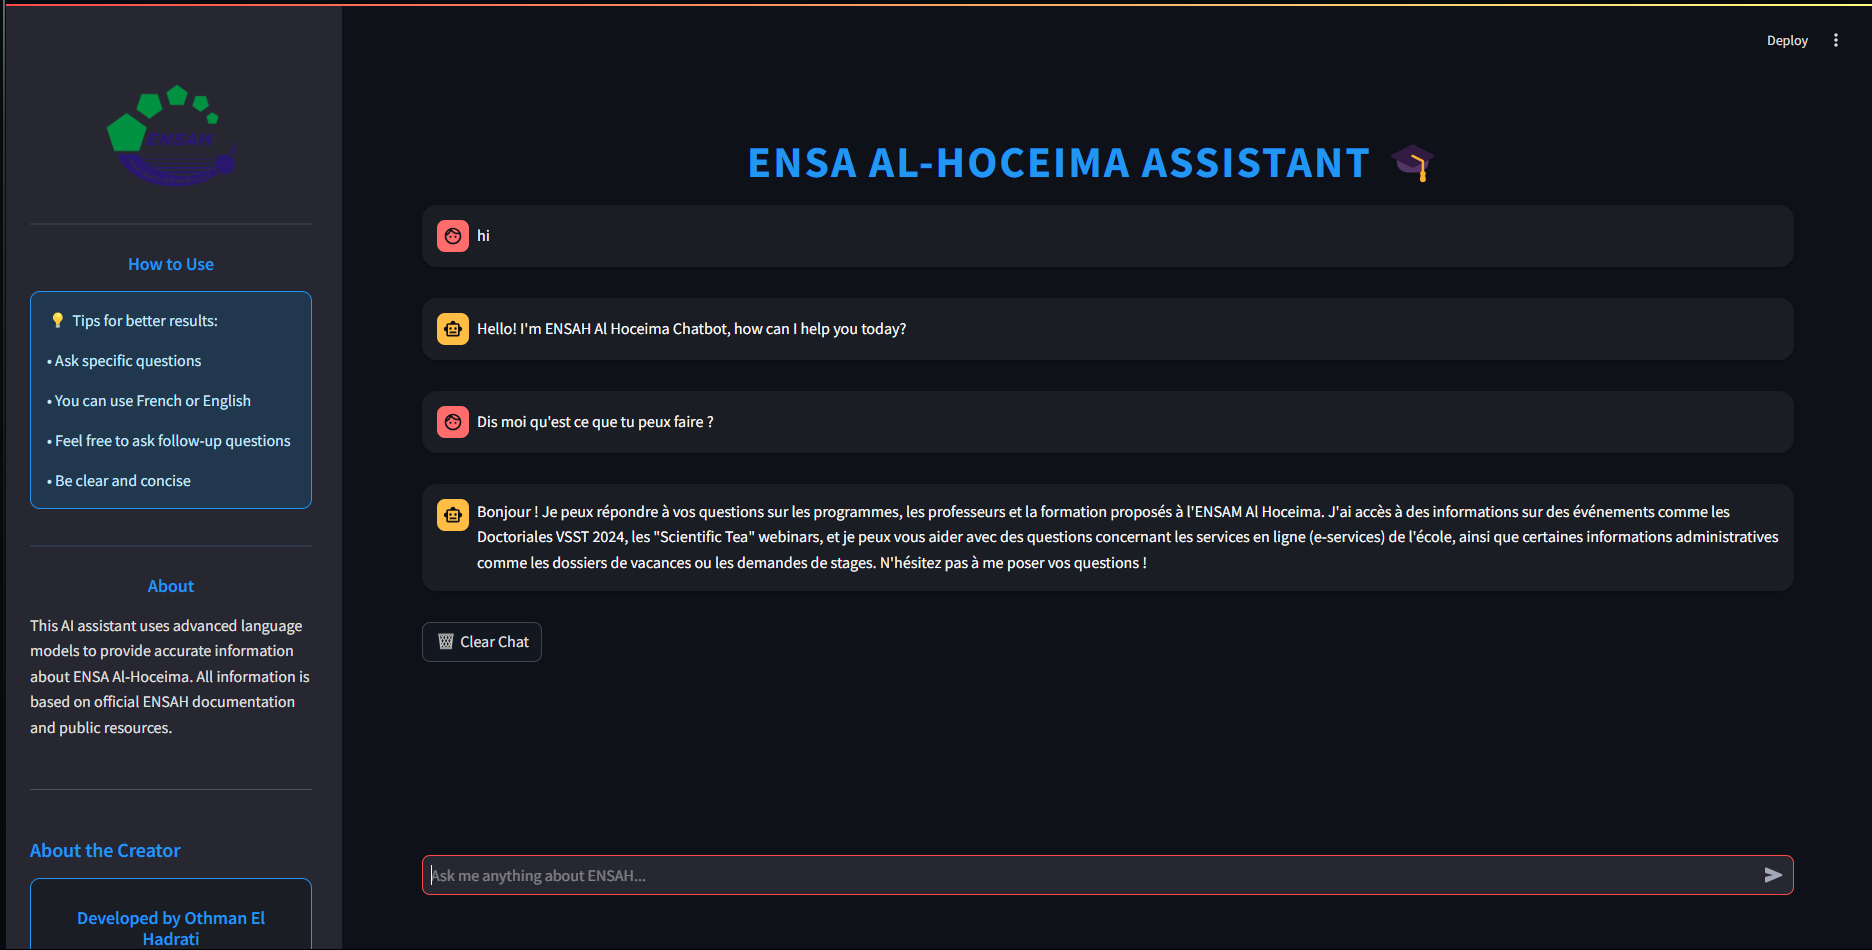 Deploy
ENSAH
How to Use
💡 Tips for better results:
• Ask specific questions
• You can use French or English
• Feel free to ask follow-up questions
• Be clear and concise
About
This AI assistant uses advanced language
models to provide accurate information
about ENSA Al-Hoceima. All information is
based on official ENSAH documentation
and public resources.
About the Creator
Developed by Othman El
Hadrati
ENSA AL-HOCEIMA ASSISTANT 🎓
hi
Hello! I'm ENSAH Al Hoceima Chatbot, how can I help you today?
Dis moi qu'est ce que tu peux faire ?
Bonjour ! Je peux répondre à vos questions sur les programmes, les professeurs et la formation proposés à l'ENSAM Al Hoceima. J'ai accès à des informations sur des événements comme les
Doctoriales VSST 2024, les "Scientific Tea" webinars, et je peux vous aider avec des questions concernant les services en ligne (e-services) de l'école, ainsi que certaines informations administratives
comme les dossiers de vacances ou les demandes de stages. N'hésitez pas à me poser vos questions !
🗑️ Clear Chat
Ask me anything about ENSAH...